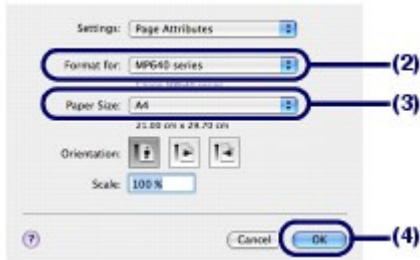 Settings: Page Attributes
Format for: MP640 series (2)
Paper Size: A4 (3)
21.00 cm x 29.70 cm
Orientation:
Scale: 100 %
? Cancel OK (4)